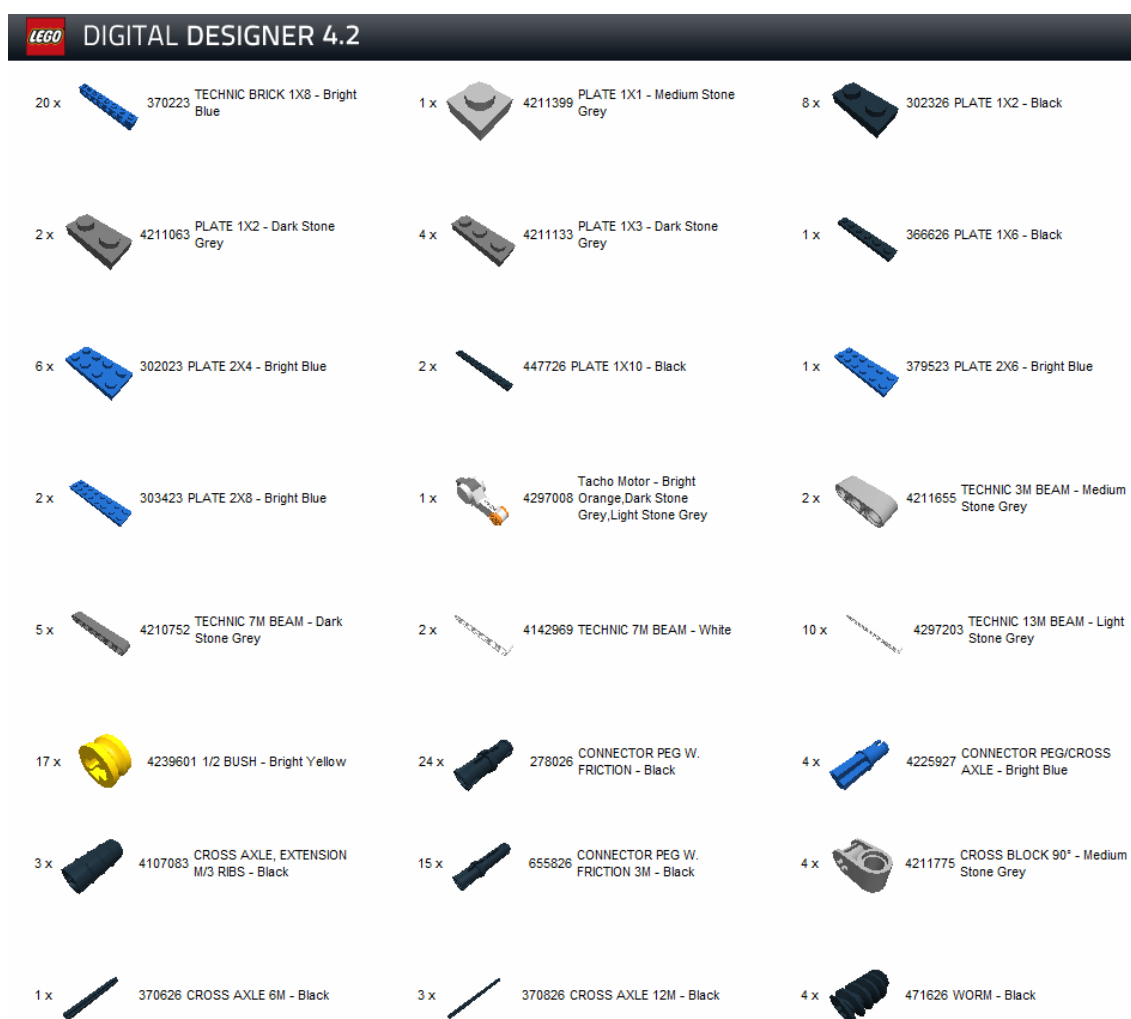 LEGO DIGITAL DESIGNER 4.2
20 x 370223 TECHNIC BRICK 1X8 - Bright
Blue
1 x 4211399 PLATE 1X1 - Medium Stone
Grey
8 x 302326 PLATE 1X2 - Black
2 x 4211063 PLATE 1X2 - Dark Stone
Grey
4 x 4211133 PLATE 1X3 - Dark Stone
Grey
1 x 366626 PLATE 1X6 - Black
6 x 302023 PLATE 2X4 - Bright Blue
2 x 447726 PLATE 1X10 - Black
1 x 379523 PLATE 2X6 - Bright Blue
2 x 303423 PLATE 2X8 - Bright Blue
1 x 4297008 Tacho Motor - Bright
Orange,Dark Stone
Grey,Light Stone Grey
2 x 4211655 TECHNIC 3M BEAM - Medium
Stone Grey
5 x 4210752 TECHNIC 7M BEAM - Dark
Stone Grey
2 x 4142969 TECHNIC 7M BEAM - White
10 x 4297203 TECHNIC 13M BEAM - Light
Stone Grey
17 x 4239601 1/2 BUSH - Bright Yellow
24 x 278026 CONNECTOR PEG W.
FRICTION - Black
4 x 4225927 CONNECTOR PEG/CROSS
AXLE - Bright Blue
3 x 4107083 CROSS AXLE, EXTENSION
M/3 RIBS - Black
15 x 655826 CONNECTOR PEG W.
FRICTION 3M - Black
4 x 4211775 CROSS BLOCK 90° - Medium
Stone Grey
1 x 370626 CROSS AXLE 6M - Black
3 x 370826 CROSS AXLE 12M - Black
4 x 471626 WORM - Black